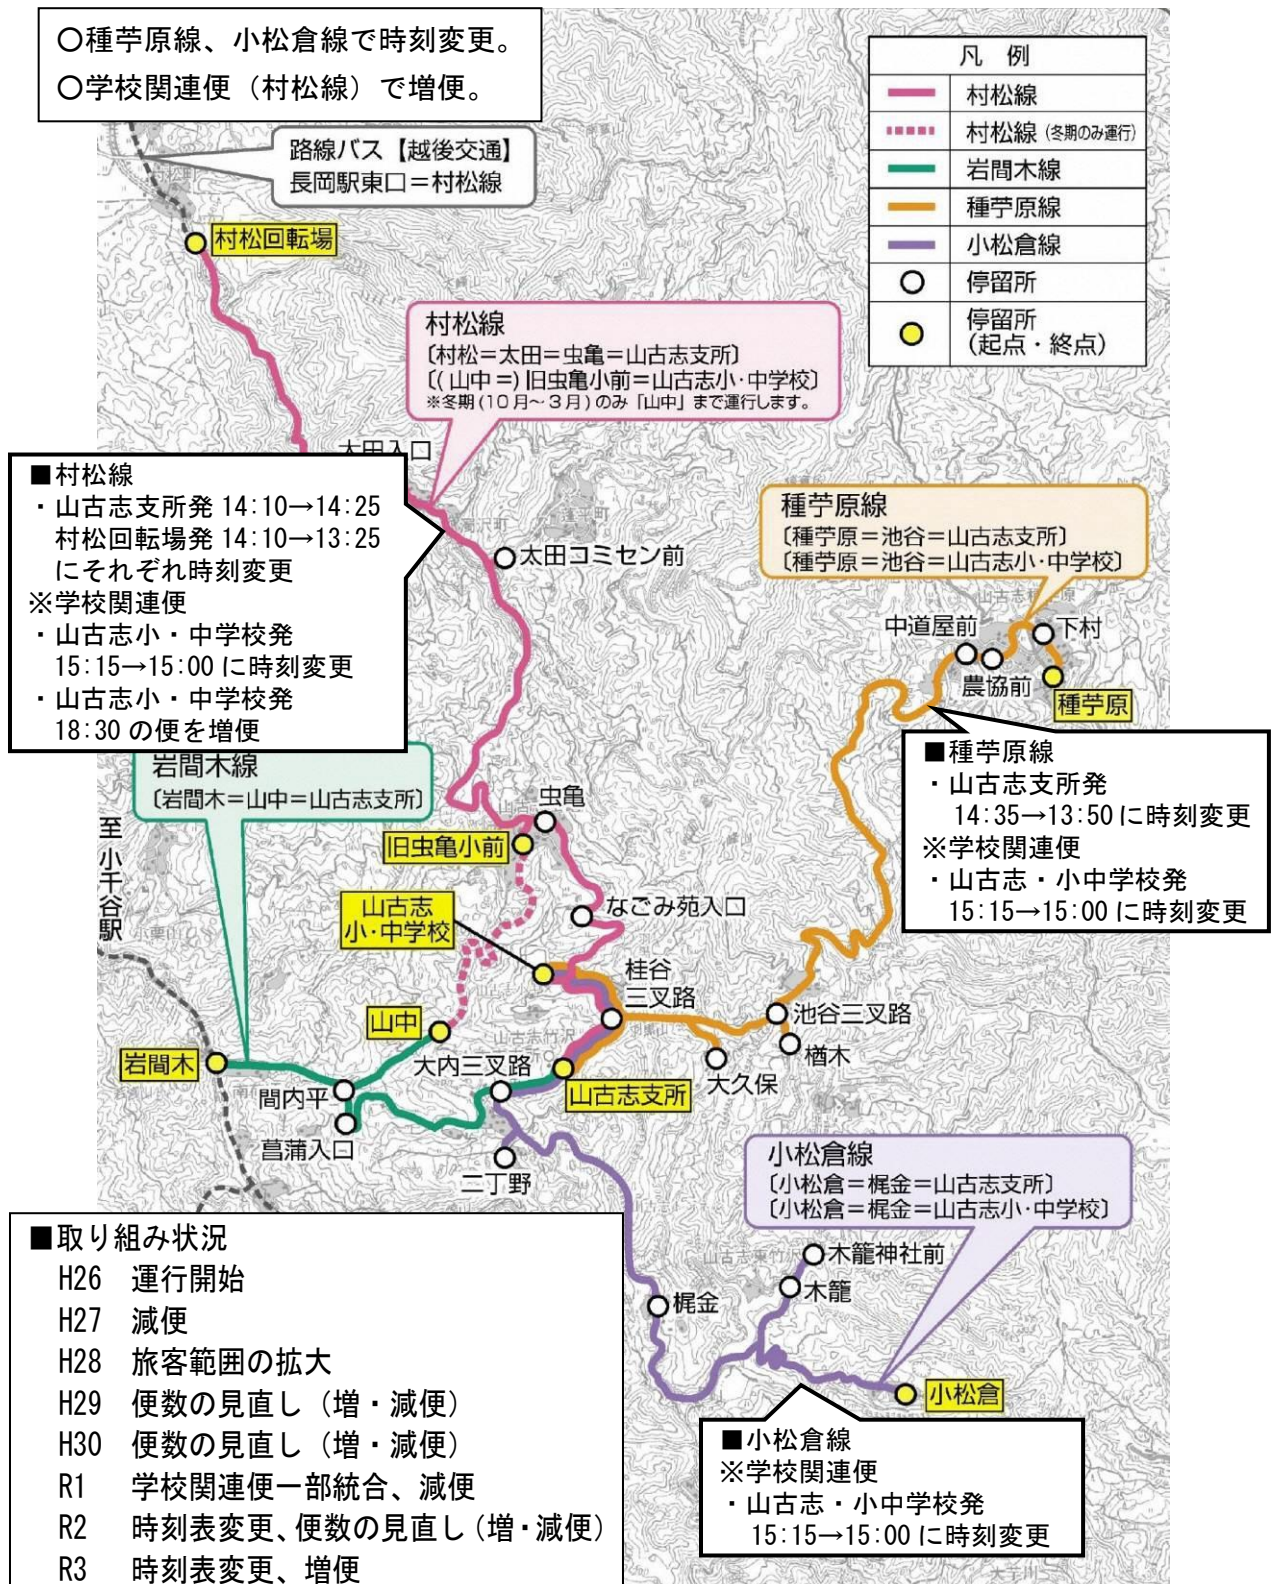 〇種苧原線、小松倉線で時刻変更。
〇学校関連便（村松線）で増便。
凡 例
村松線
村松線（冬期のみ運行）
岩間木線
種苧原線
小松倉線
停留所
停留所
（起点・終点）
路線バス【越後交通】
長岡駅東口＝村松線
村松回転場
村松線
〔村松＝太田＝虫亀＝山古志支所〕
〔(山中＝)旧虫亀小前＝山古志小・中学校〕
※冬期(10月～3月)のみ「山中」まで運行します。
太田入口
■村松線
・山古志支所発 14:10→14:25
村松回転場発 14:10→13:25
にそれぞれ時刻変更
※学校関連便
・山古志小・中学校発
15:15→15:00に時刻変更
・山古志小・中学校発
18:30の便を増便
太田コミセン前
種苧原線
〔種苧原＝池谷＝山古志支所〕
〔種苧原＝池谷＝山古志小・中学校〕
中道屋前
下村
農協前
種苧原
■種苧原線
・山古志支所発
14:35→13:50に時刻変更
※学校関連便
・山古志・小中学校発
15:15→15:00に時刻変更
岩間木線
〔岩間木＝山中＝山古志支所〕
至 小千谷駅
虫亀
旧虫亀小前
山古志
小・中学校
なごみ苑入口
桂谷
三叉路
池谷三叉路
楢木
大久保
山中
岩間木
大内三叉路
山古志支所
間内平
菖蒲入口
二丁野
小松倉線
〔小松倉＝梶金＝山古志支所〕
〔小松倉＝梶金＝山古志小・中学校〕
木籠神社前
木籠
梶金
小松倉
■小松倉線
※学校関連便
・山古志・小中学校発
15:15→15:00に時刻変更
■取り組み状況
H26 運行開始
H27 減便
H28 旅客範囲の拡大
H29 便数の見直し（増・減便）
H30 便数の見直し（増・減便）
R1 学校関連便一部統合、減便
R2 時刻表変更、便数の見直し（増・減便）
R3 時刻表変更、増便